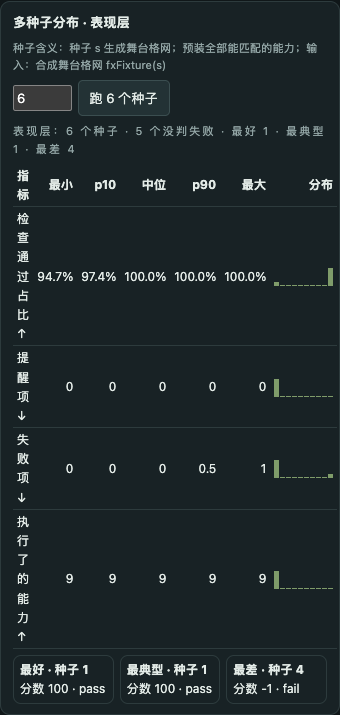 多种子分布 · 表现层
种子含义：种子 s 生成舞台格网；预装全部能匹配的能力；输
入：合成舞台格网 fxFixture(s)
6 跑 6 个种子
表现层：6 个种子 · 5 个没判失败 · 最好 1 · 最典型
1 · 最差 4
指标 最小 p10 中位 p90 最大 分布
检查通过占比↑ 94.7% 97.4% 100.0% 100.0% 100.0%
提醒项↓ 0 0 0 0 0
失败项↓ 0 0 0 0.5 1
执行了的能力↑ 9 9 9 9 9
最好 · 种子 1 最典型 · 种子 1 最差 · 种子 4
分数 100 · pass 分数 100 · pass 分数 -1 · fail